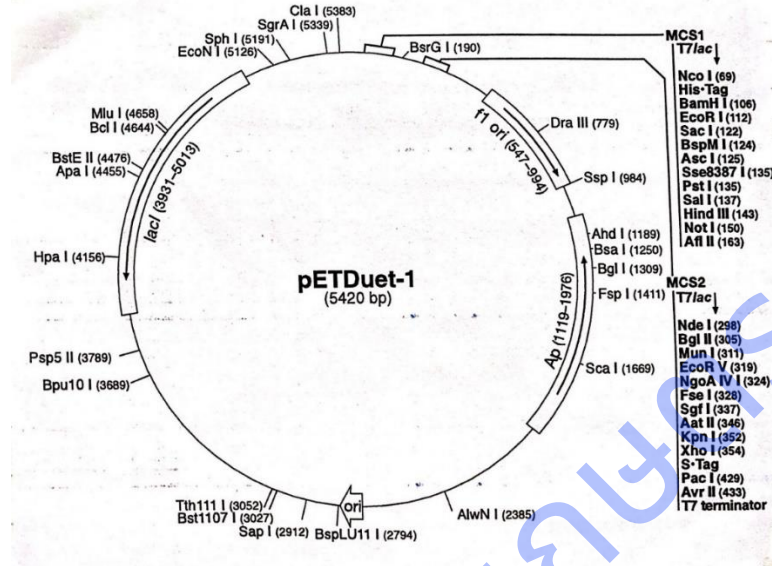 Cla I (5383)
Sph I (5191)
SgrA I (5339)
EcoN I (5126)
BsrG I (190)
MCS1
T7lac
Nco I (69)
His•Tag
BamH I (106)
EcoR I (112)
Sac I (122)
BspM I (124)
Asc I (125)
Sse8387 I (135)
Pst I (135)
Sal I (137)
Hind III (143)
Not I (150)
Afl II (163)
MCS2
T7lac
Nde I (298)
Bgl II (305)
Mun I (311)
EcoR V (319)
NgoA IV I (324)
Fse I (328)
Sgf I (337)
Aat II (346)
Kpn I (352)
Xho I (354)
S•Tag
Pac I (429)
Avr II (433)
T7 terminator
f1 ori (547–994)
Dra III (779)
Ssp I (984)
Ahd I (1189)
Bsa I (1250)
Bgl I (1309)
Fsp I (1411)
Ap (1119–1976)
Sca I (1669)
AlwN I (2385)
ori
BspLU11 I (2794)
Sap I (2912)
Bst1107 I (3027)
Tth111 I (3052)
Bpu10 I (3689)
Psp5 II (3789)
Hpa I (4156)
lacI (3931–5013)
Apa I (4455)
BstE II (4476)
Bcl I (4644)
Mlu I (4658)
pETDuet-1
(5420 bp)